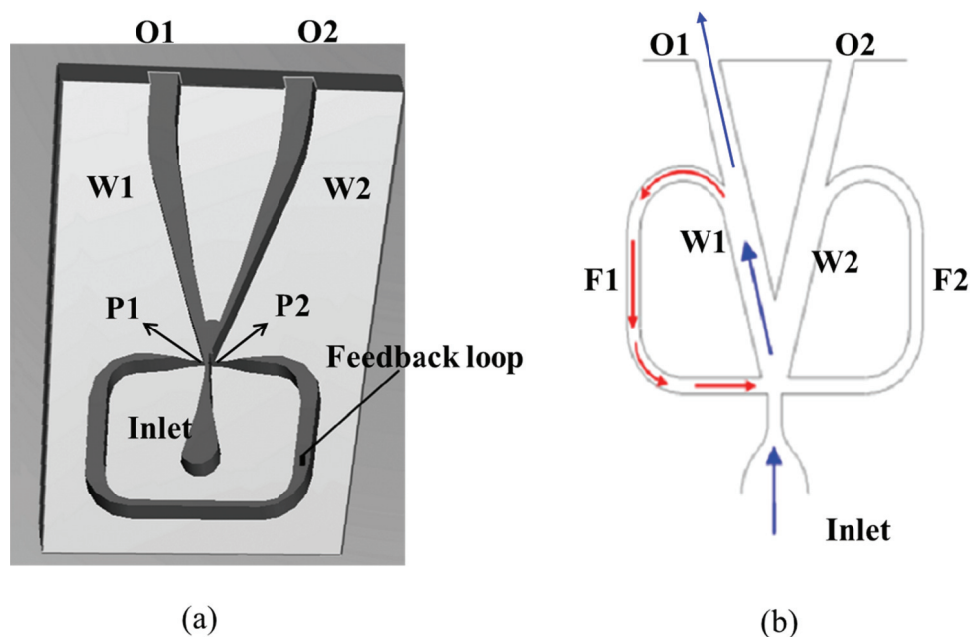 O1 O2
W1
W2
P1 P2
Feedback loop
Inlet
(a)
O1 O2
W1
W2
F1
F2
Inlet
(b)